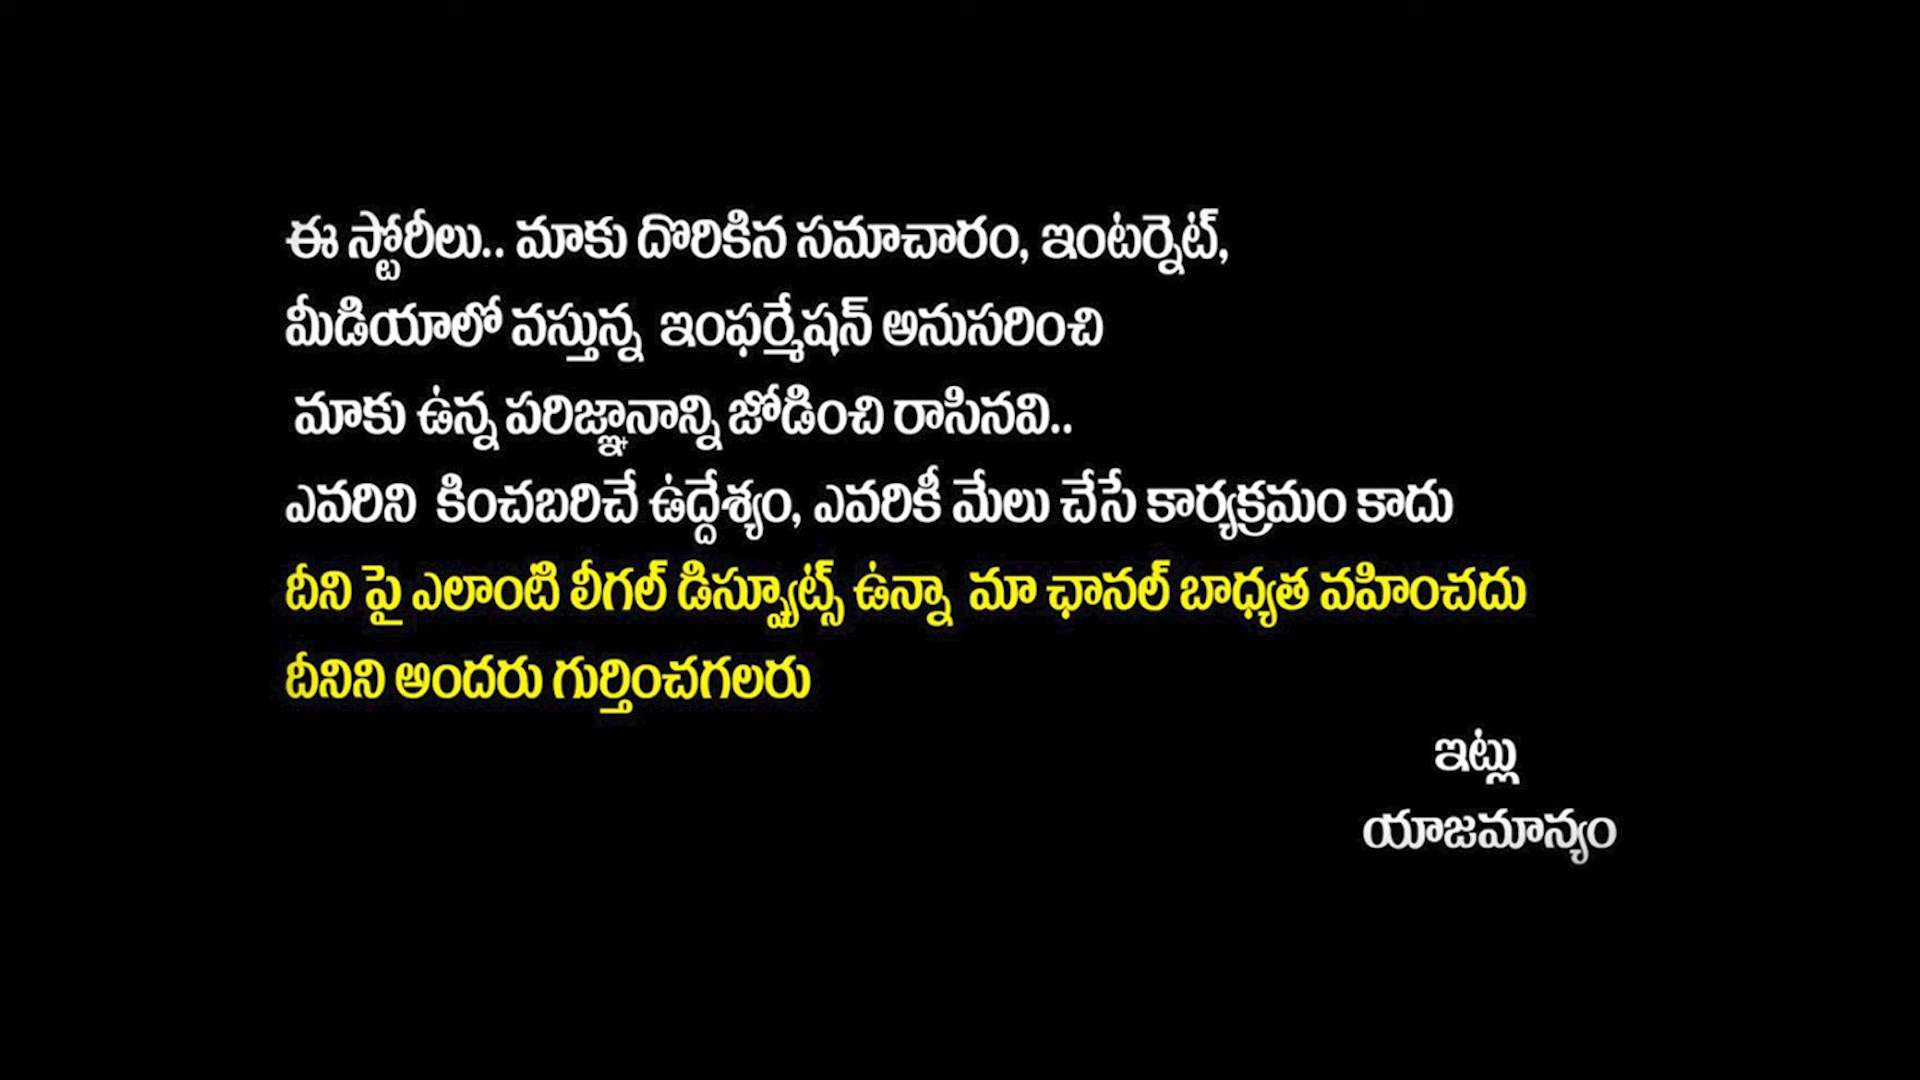 ఈ స్టోరీలు.. మాకు దొరికిన సమాచారం, ఇంటర్నెట్,
మీడియాలో వస్తున్న ఇంఫర్మేషన్ అనుసరించి
మాకు ఉన్న పరిజ్ఞానాన్ని జోడించి రాసినవి..
ఎవరిని కించబరిచే ఉద్దేశ్యం, ఎవరికీ మేలు చేసే కార్యక్రమం కాదు
దీని పై ఎలాంటి లీగల్ డిస్ప్యూట్స్ ఉన్నా మా ఛానల్ బాధ్యత వహించదు
దీనిని అందరు గుర్తించగలరు
ఇట్లు
యాజమాన్యం